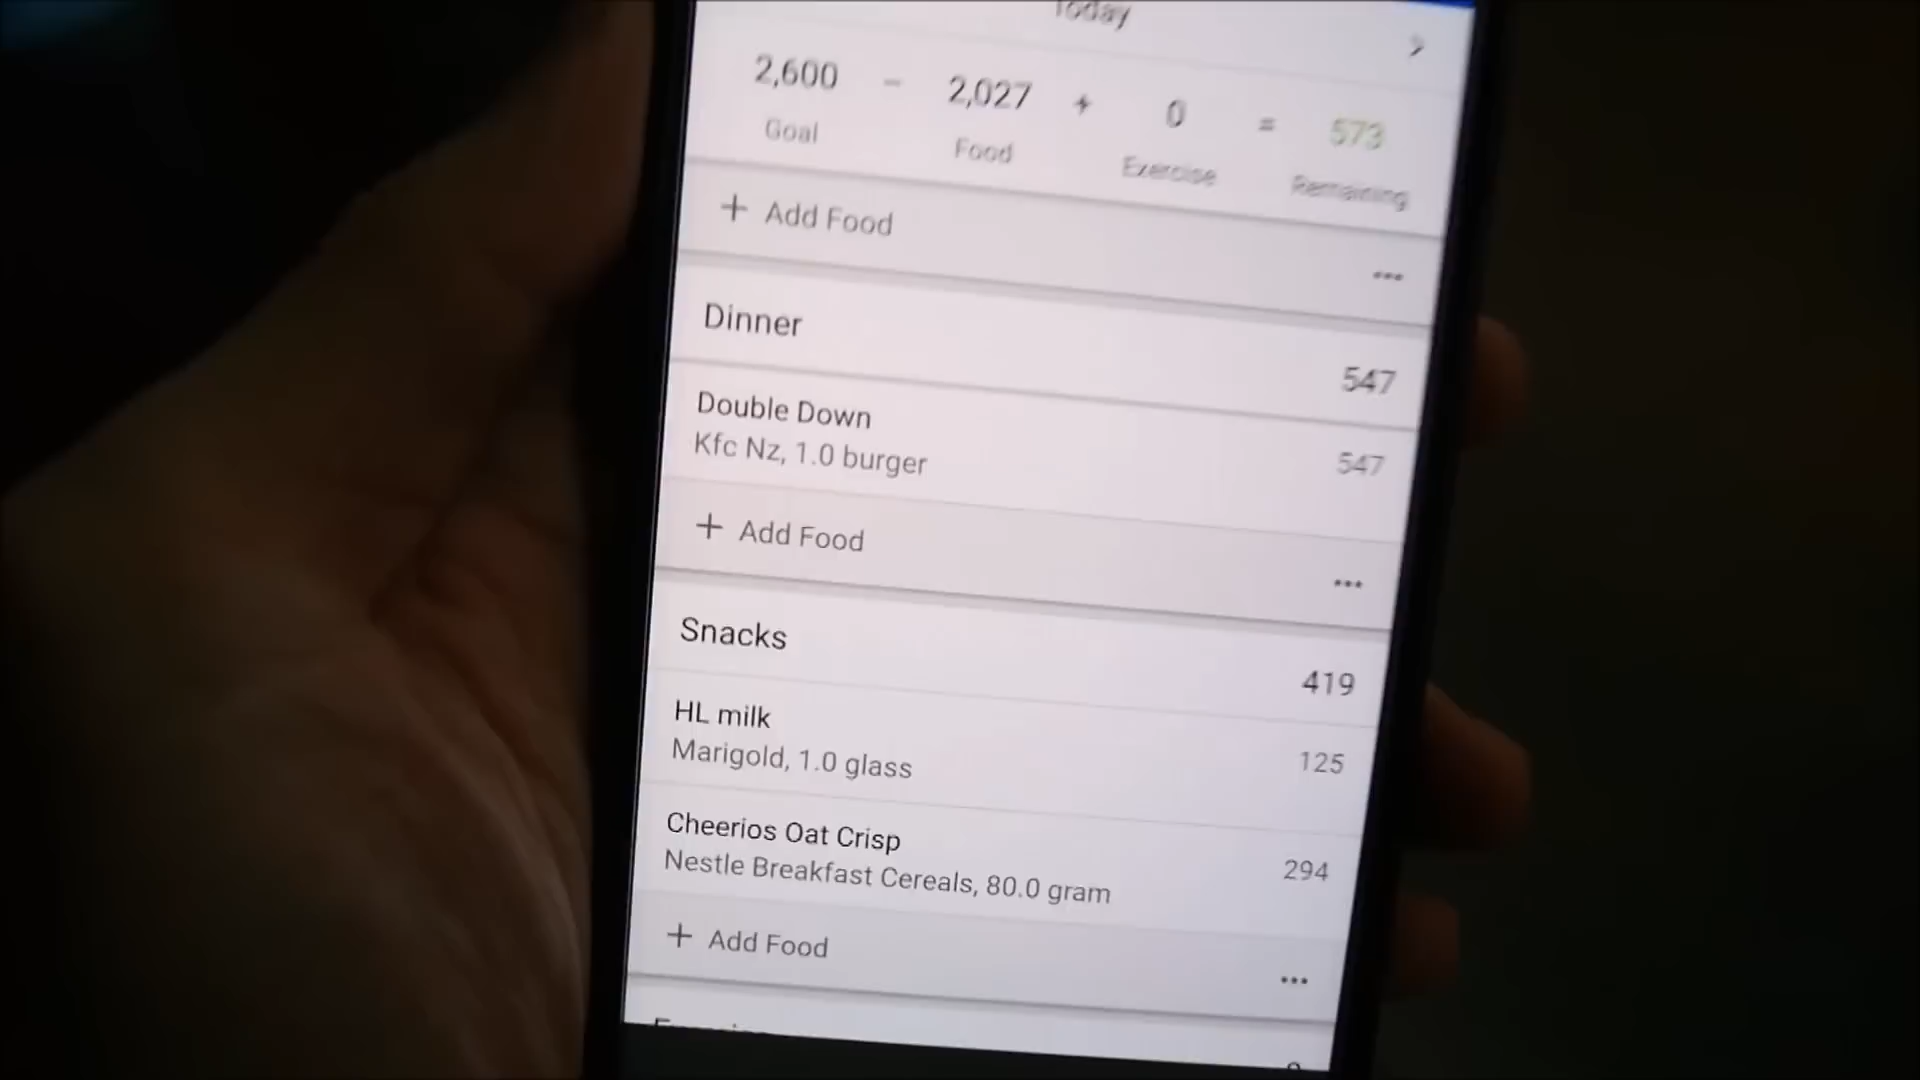 Today
2,600 - 2,027 + 0 = 573
Goal Food Exercise Remaining
+ Add Food
Dinner 547
Double Down 547
Kfc Nz, 1.0 burger
+ Add Food
Snacks 419
HL milk 125
Marigold, 1.0 glass
Cheerios Oat Crisp 294
Nestle Breakfast Cereals, 80.0 gram
+ Add Food